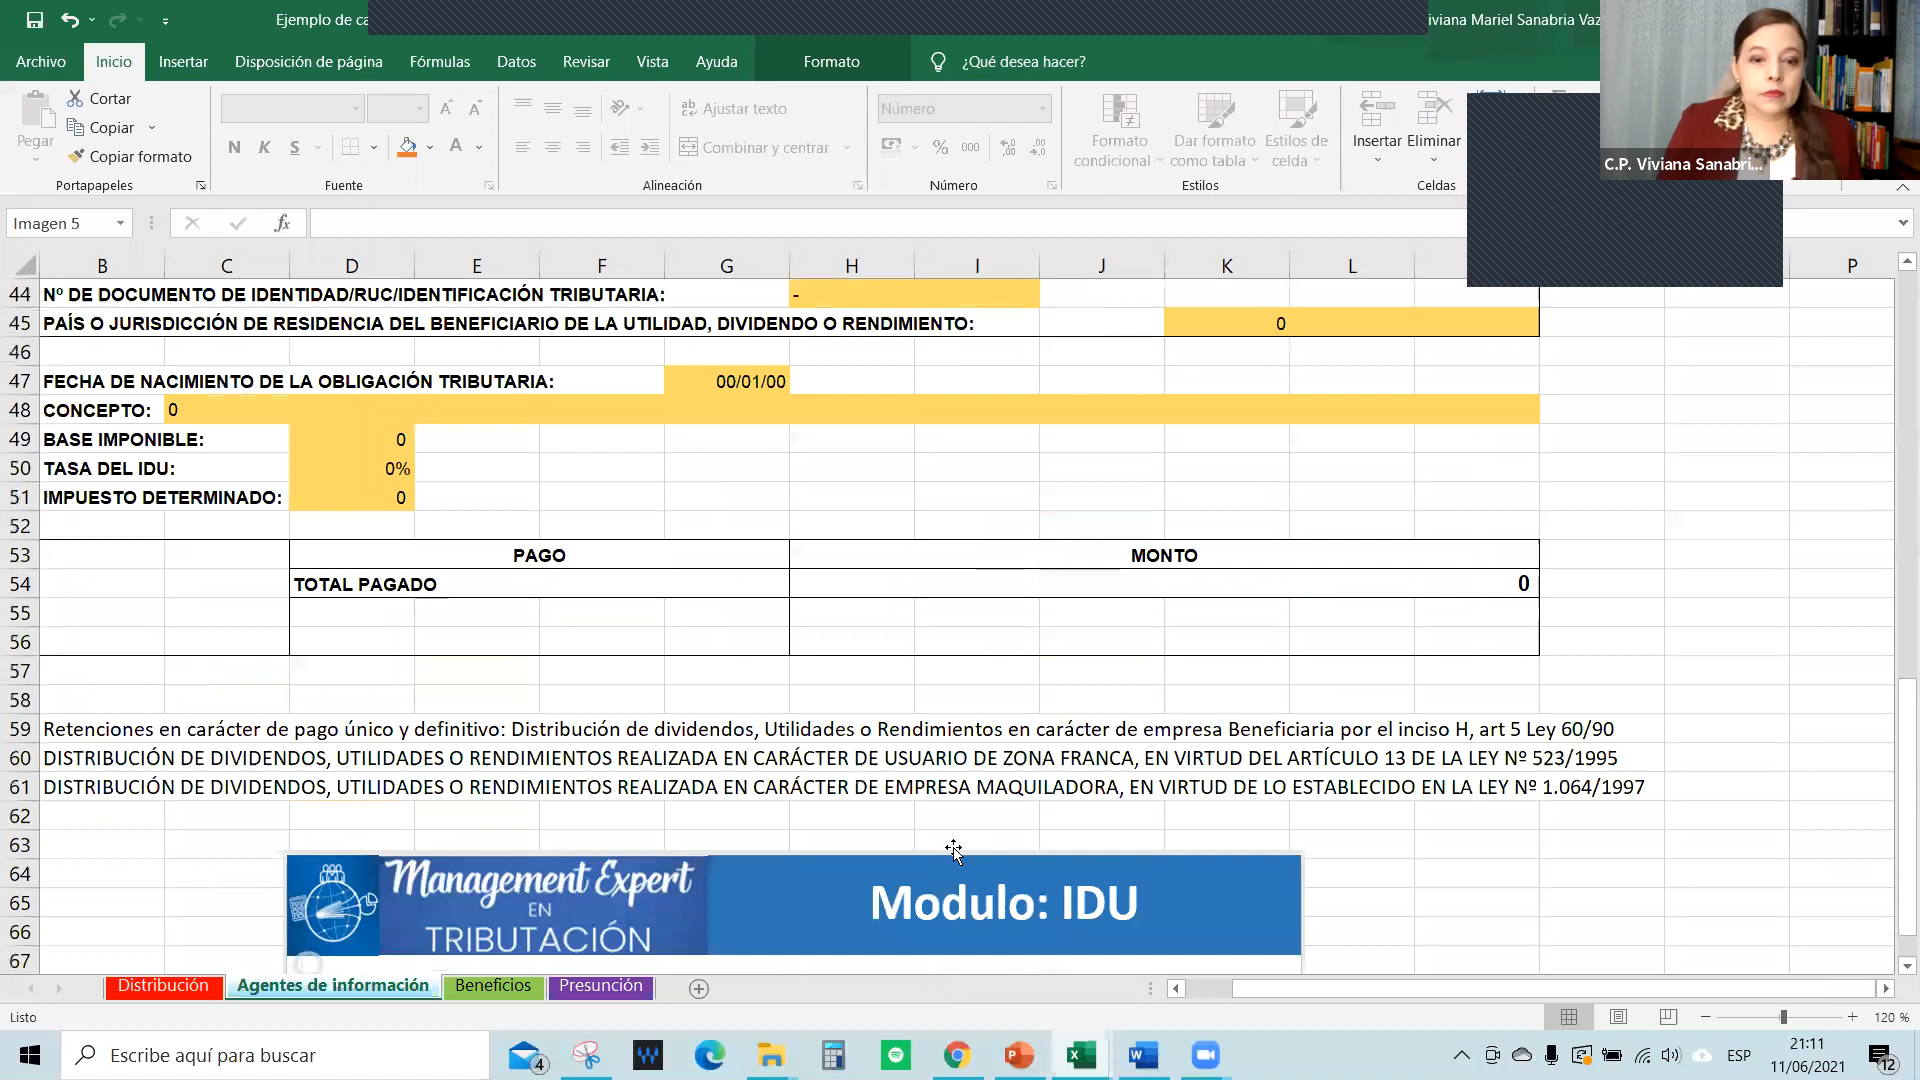 Ejemplo de ca
iviana Mariel Sanabria Vaz
Archivo Inicio Insertar Disposición de página Fórmulas Datos Revisar Vista Ayuda Formato ¿Qué desea hacer?
Pegar
Cortar
Copiar
Copiar formato
Portapapeles
N K S A
Fuente
Ajustar texto
Combinar y centrar
Alineación
Número
% 000
Número
Formato condicional
Dar formato como tabla
Estilos de celda
Estilos
Insertar Eliminar
Celdas
C.P. Viviana Sanabri...
Imagen 5
fx
B C D E F G H I J K L P
44 Nº DE DOCUMENTO DE IDENTIDAD/RUC/IDENTIFICACIÓN TRIBUTARIA: -
45 PAÍS O JURISDICCIÓN DE RESIDENCIA DEL BENEFICIARIO DE LA UTILIDAD, DIVIDENDO O RENDIMIENTO: 0
46
47 FECHA DE NACIMIENTO DE LA OBLIGACIÓN TRIBUTARIA: 00/01/00
48 CONCEPTO: 0
49 BASE IMPONIBLE: 0
50 TASA DEL IDU: 0%
51 IMPUESTO DETERMINADO: 0
52
53 PAGO MONTO
54 TOTAL PAGADO 0
55
56
57
58
59 Retenciones en carácter de pago único y definitivo: Distribución de dividendos, Utilidades o Rendimientos en carácter de empresa Beneficiaria por el inciso H, art 5 Ley 60/90
60 DISTRIBUCIÓN DE DIVIDENDOS, UTILIDADES O RENDIMIENTOS REALIZADA EN CARÁCTER DE USUARIO DE ZONA FRANCA, EN VIRTUD DEL ARTÍCULO 13 DE LA LEY Nº 523/1995
61 DISTRIBUCIÓN DE DIVIDENDOS, UTILIDADES O RENDIMIENTOS REALIZADA EN CARÁCTER DE EMPRESA MAQUILADORA, EN VIRTUD DE LO ESTABLECIDO EN LA LEY Nº 1.064/1997
62
63
64
65
66
67
Management Expert
EN
TRIBUTACIÓN
Modulo: IDU
Distribución Agentes de información Beneficios Presunción
Listo
120 %
Escribe aquí para buscar
4
ESP
21:11
11/06/2021
12